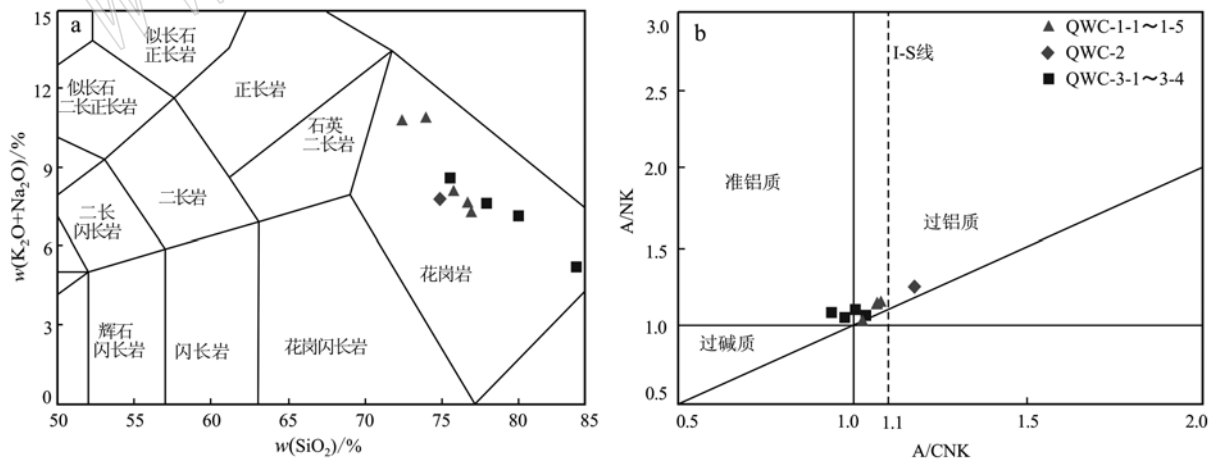 a
15
12
9
6
3
0
w(K₂O+Na₂O)/%
似长石
正长岩
似长石
二长正长岩
正长岩
石英
二长岩
二长岩
二长
闪长岩
花岗岩
辉石
闪长岩
闪长岩
花岗闪长岩
50 55 60 65 70 75 80 85
w(SiO₂)/%
b
3.0
2.5
2.0
1.5
1.0
0.5
A/NK
I-S线
QWC-1-1～1-5
QWC-2
QWC-3-1～3-4
准铝质
过铝质
过碱质
0.5 1.0 1.1 1.5 2.0
A/CNK